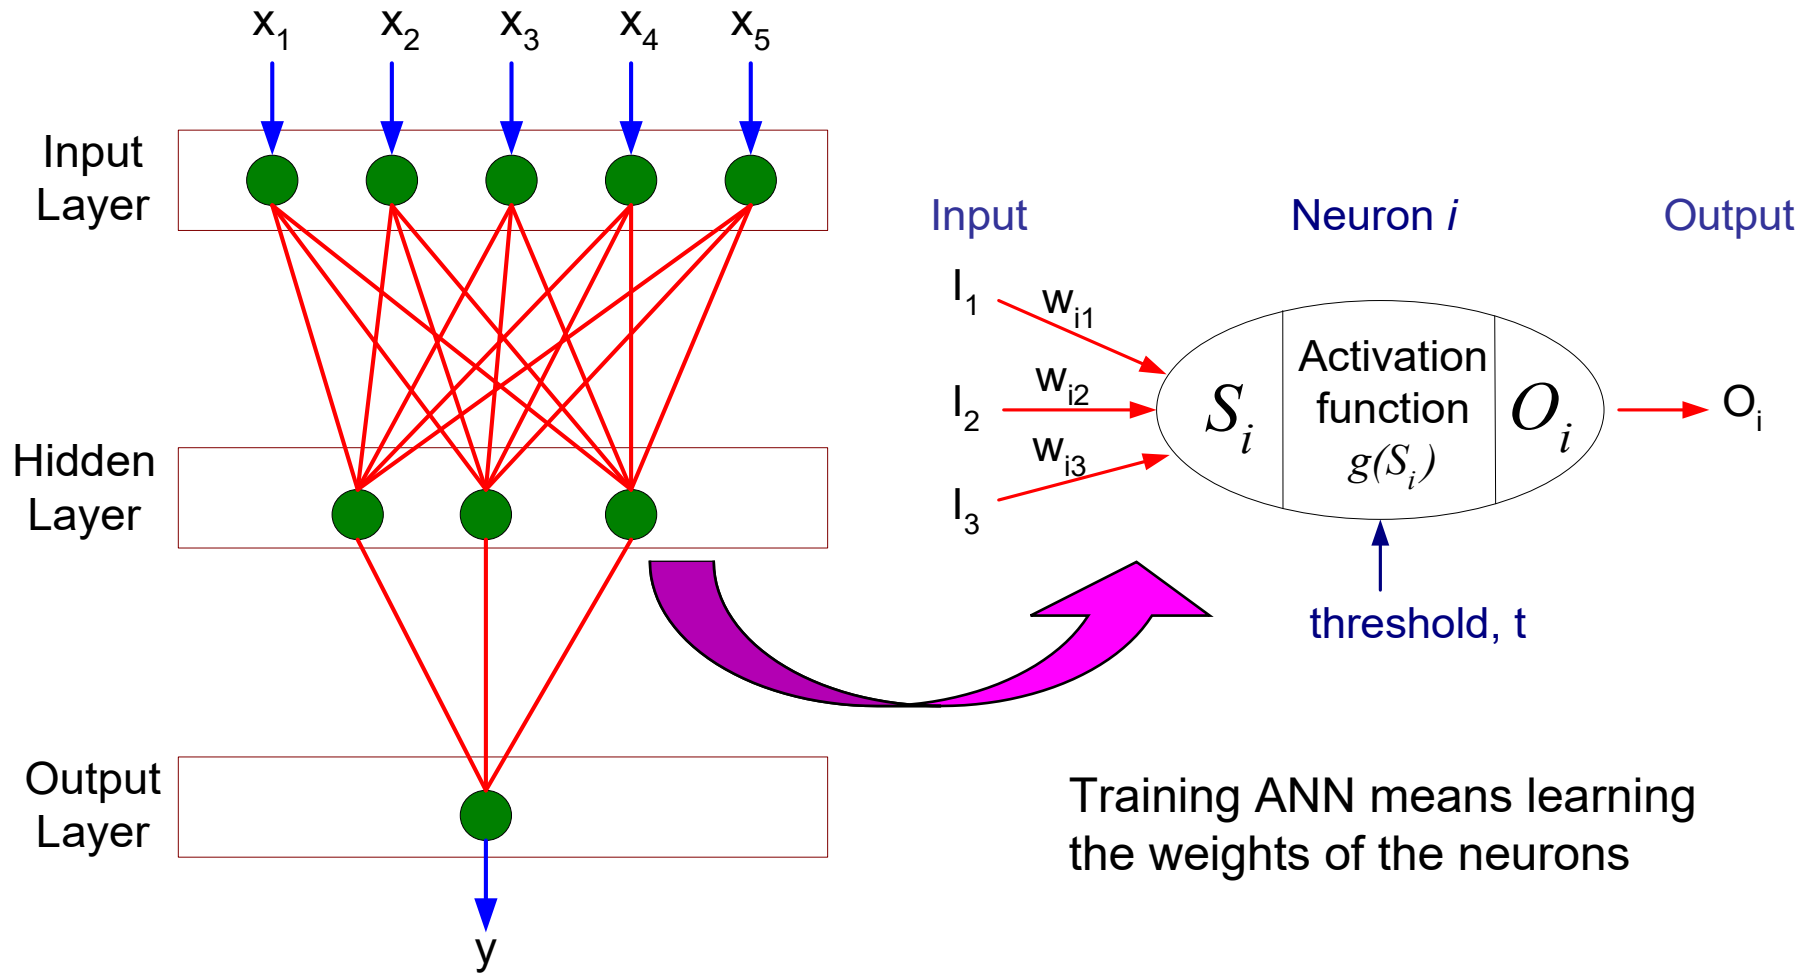 x1 x2 x3 x4 x5
Input
Layer
Hidden
Layer
Output
Layer
y
Input Neuron i Output
I1 wi1
I2 wi2
I3 wi3
Si
Activation
function
g(Si)
Oi
Oi
threshold, t
Training ANN means learning
the weights of the neurons